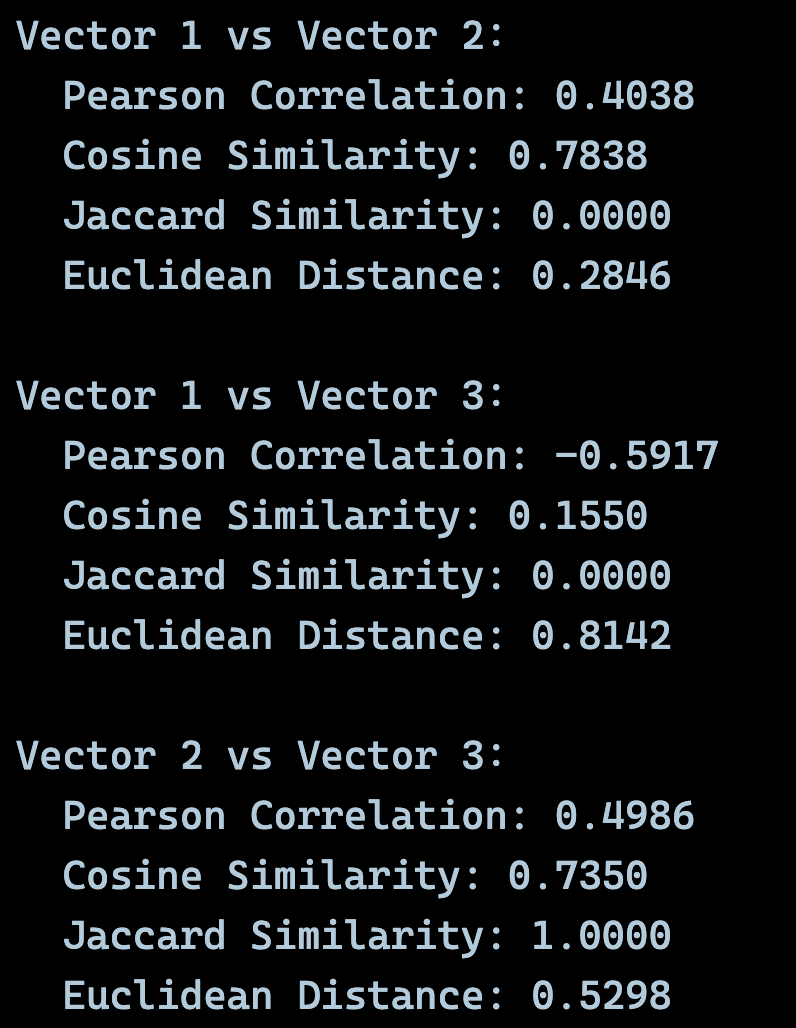 Vector 1 vs Vector 2:
  Pearson Correlation: 0.4038
  Cosine Similarity: 0.7838
  Jaccard Similarity: 0.0000
  Euclidean Distance: 0.2846

Vector 1 vs Vector 3:
  Pearson Correlation: −0.5917
  Cosine Similarity: 0.1550
  Jaccard Similarity: 0.0000
  Euclidean Distance: 0.8142

Vector 2 vs Vector 3:
  Pearson Correlation: 0.4986
  Cosine Similarity: 0.7350
  Jaccard Similarity: 1.0000
  Euclidean Distance: 0.5298